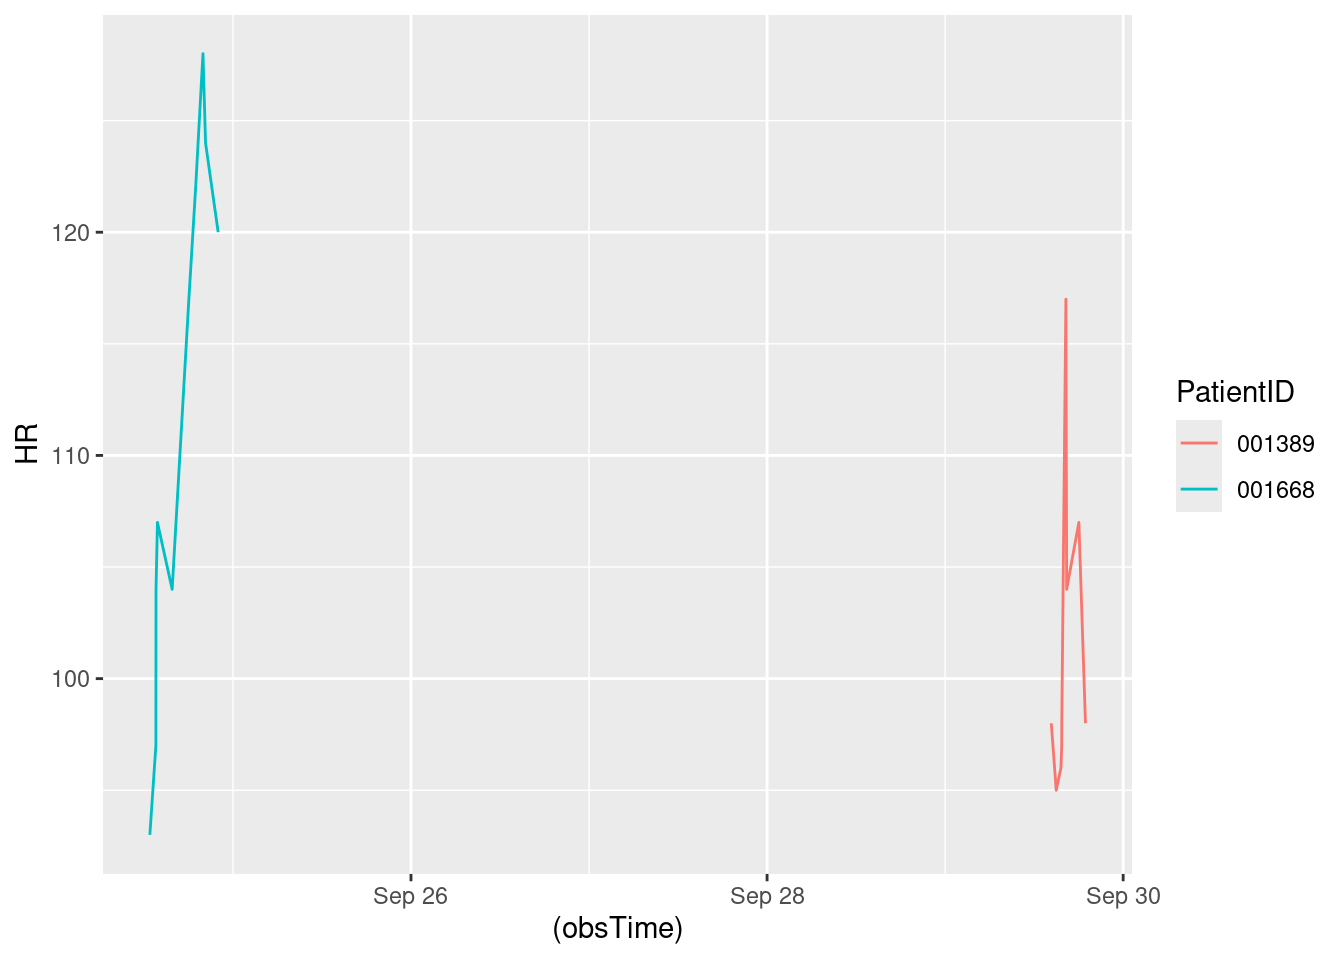 120
110
100
HR
Sep 26
Sep 28
Sep 30
(obsTime)
PatientID
001389
001668